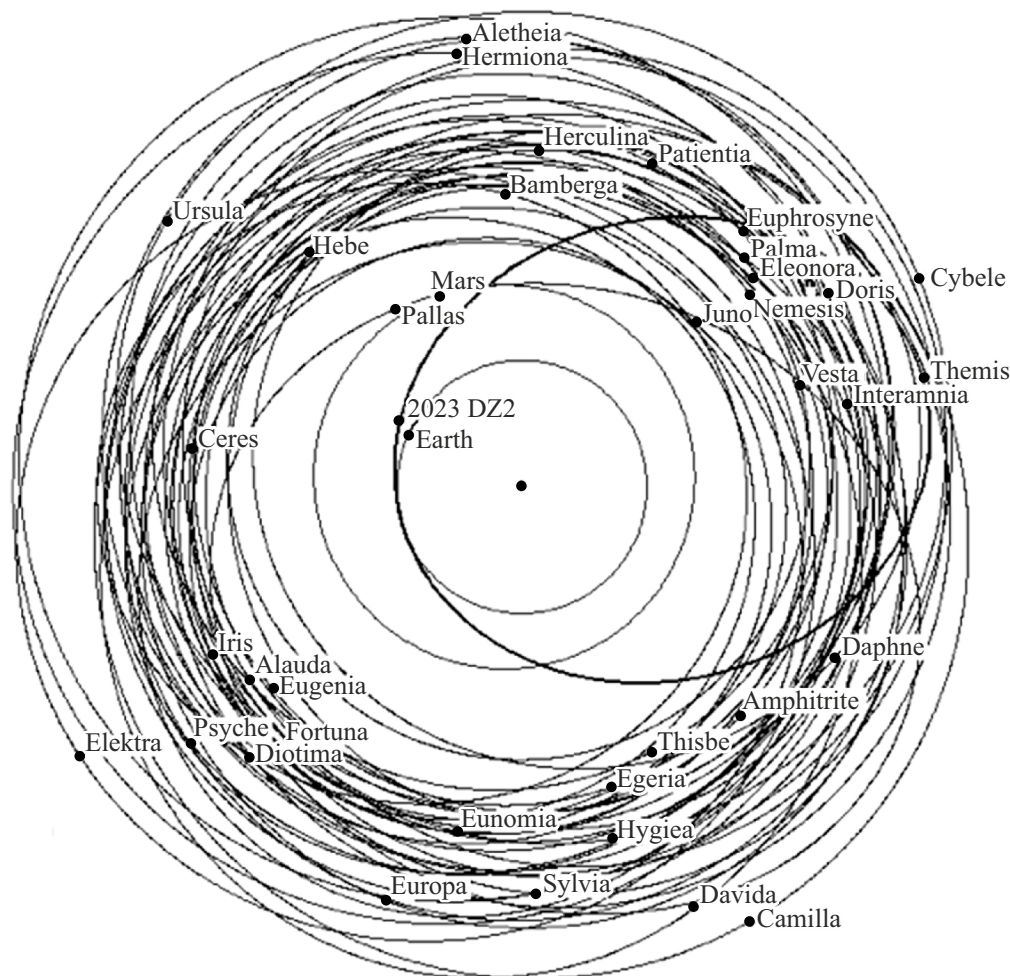 Aletheia
Hermiona
Herculina
Patientia
Bamberga
Ursula
Euphrosyne
Hebe
Palma
Eleonora
Cybele
Mars
Doris
Pallas
Juno
Nemesis
Vesta
Themis
Interamnia
2023 DZ2
Earth
Ceres
Iris
Daphne
Alauda
Eugenia
Amphitrite
Psyche
Fortuna
Elektra
Diotima
Thisbe
Egeria
Eunomia
Hygiea
Europa
Sylvia
Davida
Camilla